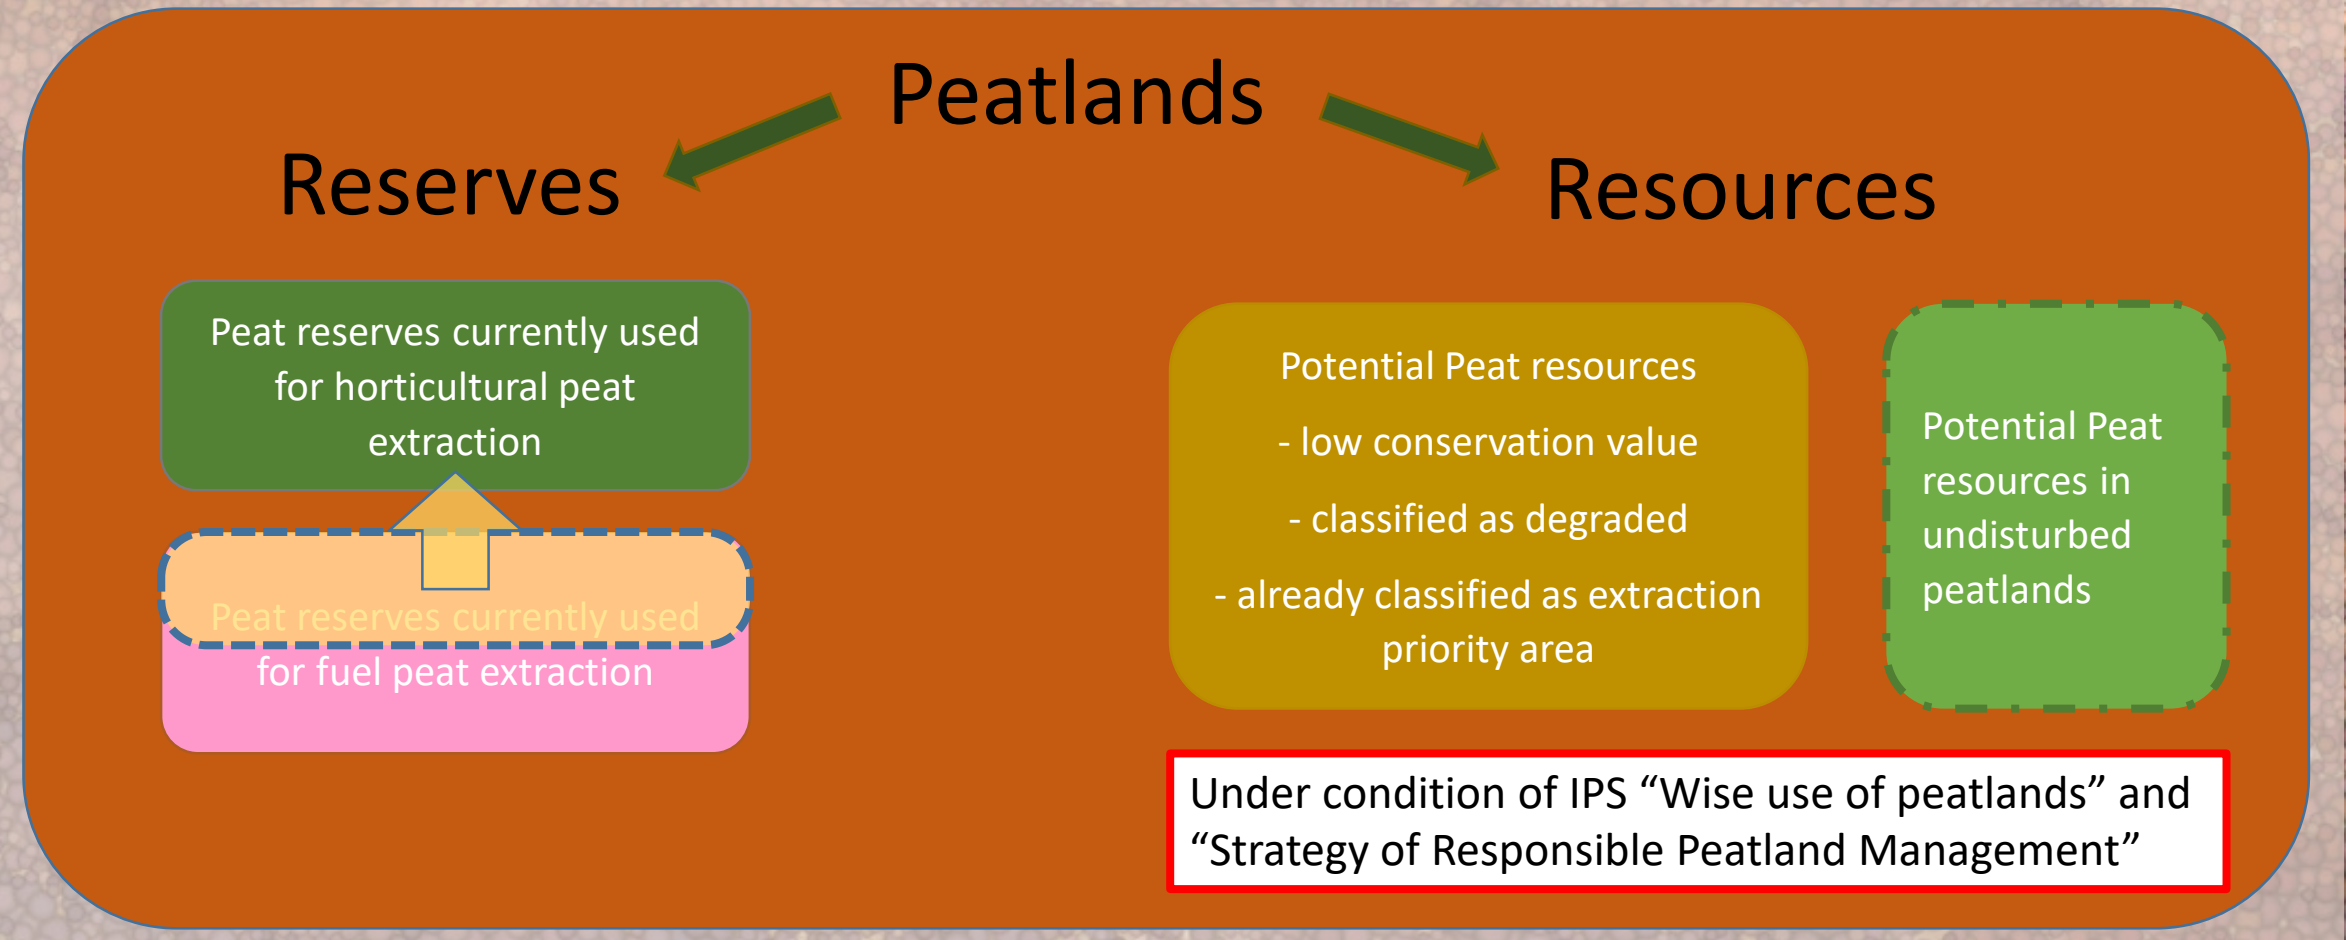 Peatlands
Reserves
Resources
Peat reserves currently used
for horticultural peat
extraction
Peat reserves currently used
for fuel peat extraction
Potential Peat resources
- low conservation value
- classified as degraded
- already classified as extraction
priority area
Potential Peat
resources in
undisturbed
peatlands
Under condition of IPS “Wise use of peatlands” and
“Strategy of Responsible Peatland Management”